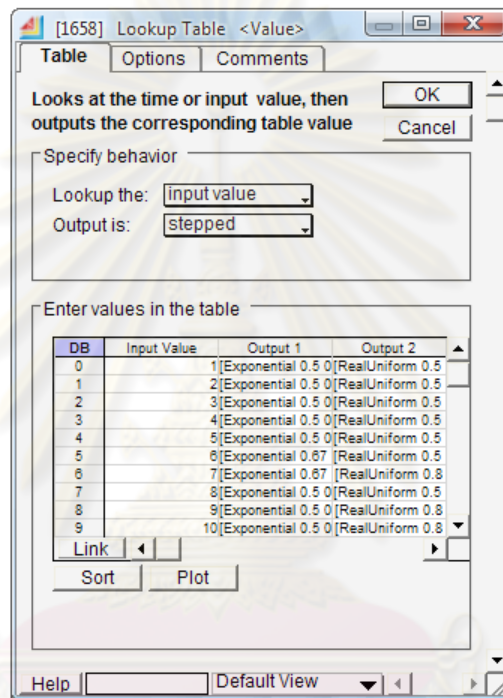 [1658] Lookup Table <Value>
Table Options Comments
Looks at the time or input value, then
outputs the corresponding table value
OK
Cancel
Specify behavior
Lookup the: input value
Output is: stepped
Enter values in the table
DB Input Value Output 1 Output 2
0 1 [Exponential 0.5 0 [RealUniform 0.5
1 2 [Exponential 0.5 0 [RealUniform 0.5
2 3 [Exponential 0.5 0 [RealUniform 0.5
3 4 [Exponential 0.5 0 [RealUniform 0.5
4 5 [Exponential 0.5 0 [RealUniform 0.5
5 6 [Exponential 0.67 [RealUniform 0.5
6 7 [Exponential 0.67 [RealUniform 0.8
7 8 [Exponential 0.5 0 [RealUniform 0.5
8 9 [Exponential 0.5 0 [RealUniform 0.8
9 10 [Exponential 0.5 0 [RealUniform 0.8
Link
Sort Plot
Help Default View